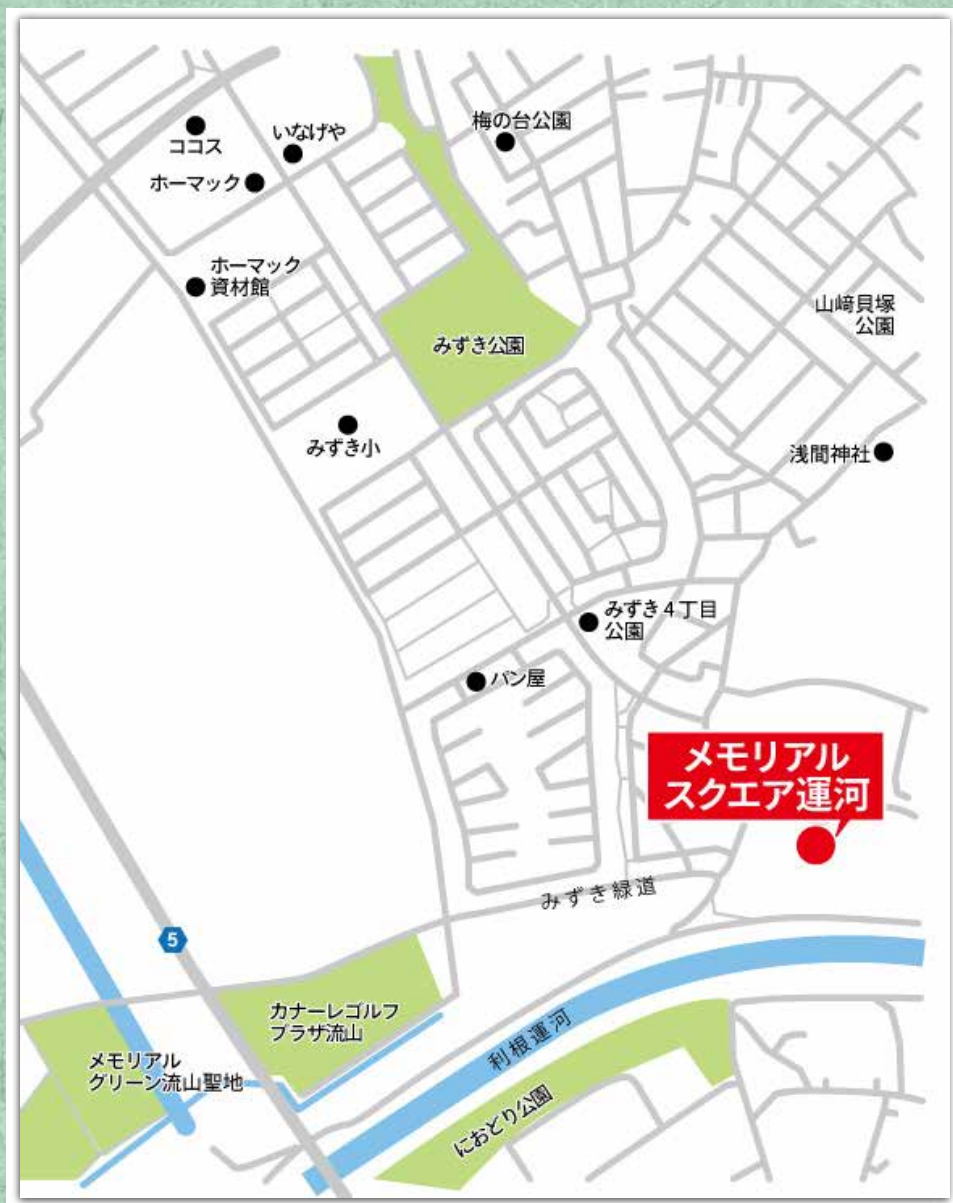 ココス
いなげや
梅の台公園
ホーマック
ホーマック
資材館
山﨑貝塚
公園
みずき公園
みずき小
浅間神社
みずき4丁目
公園
パン屋
メモリアル
スクエア運河
みずき緑道
5
カナーレゴルフ
プラザ流山
利根運河
メモリアル
グリーン流山聖地
におどり公園